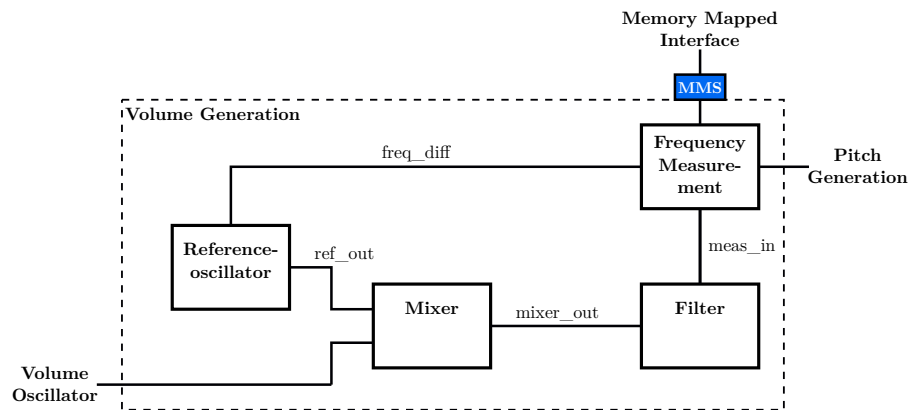 Memory Mapped
Interface
MMS
Volume Generation
Frequency
Measure-
ment
freq_diff
Pitch
Generation
Reference-
oscillator
ref_out
meas_in
Mixer
mixer_out
Filter
Volume
Oscillator